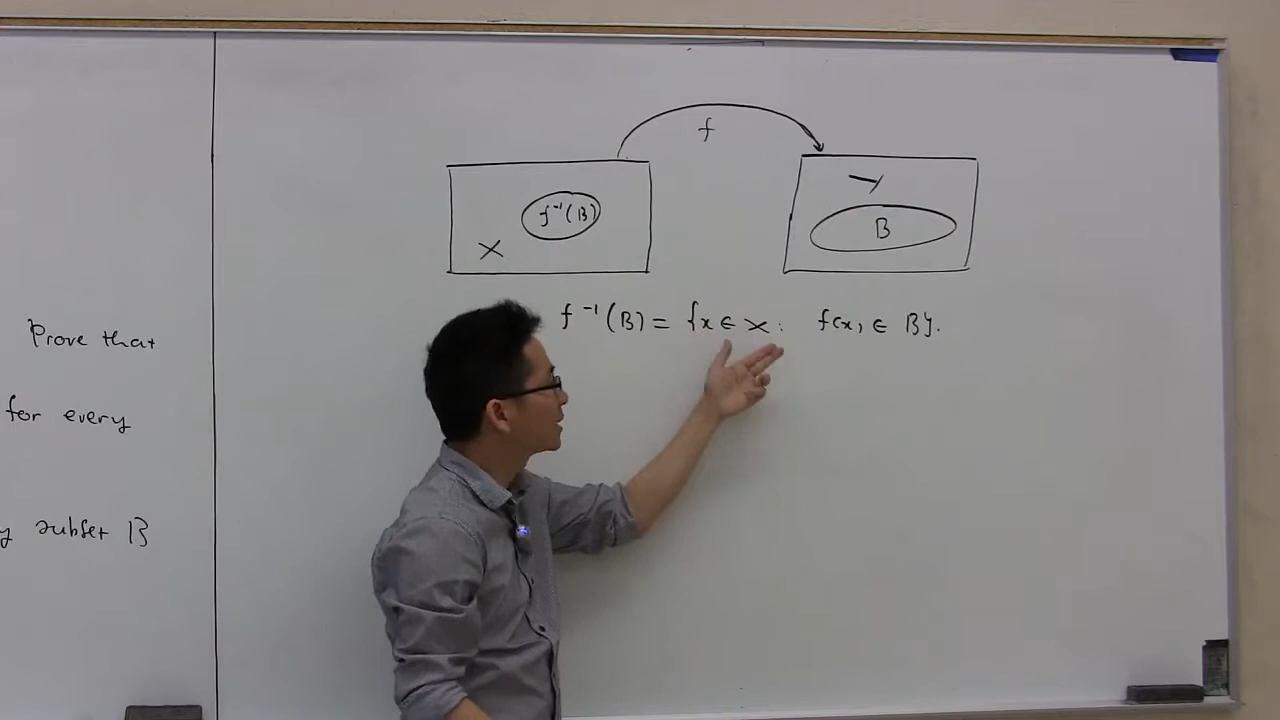 Prove that
for every
subset B
f
X
f⁻¹(B)
Y
B
f⁻¹(B) = {x ∈ X : f(x) ∈ B}.